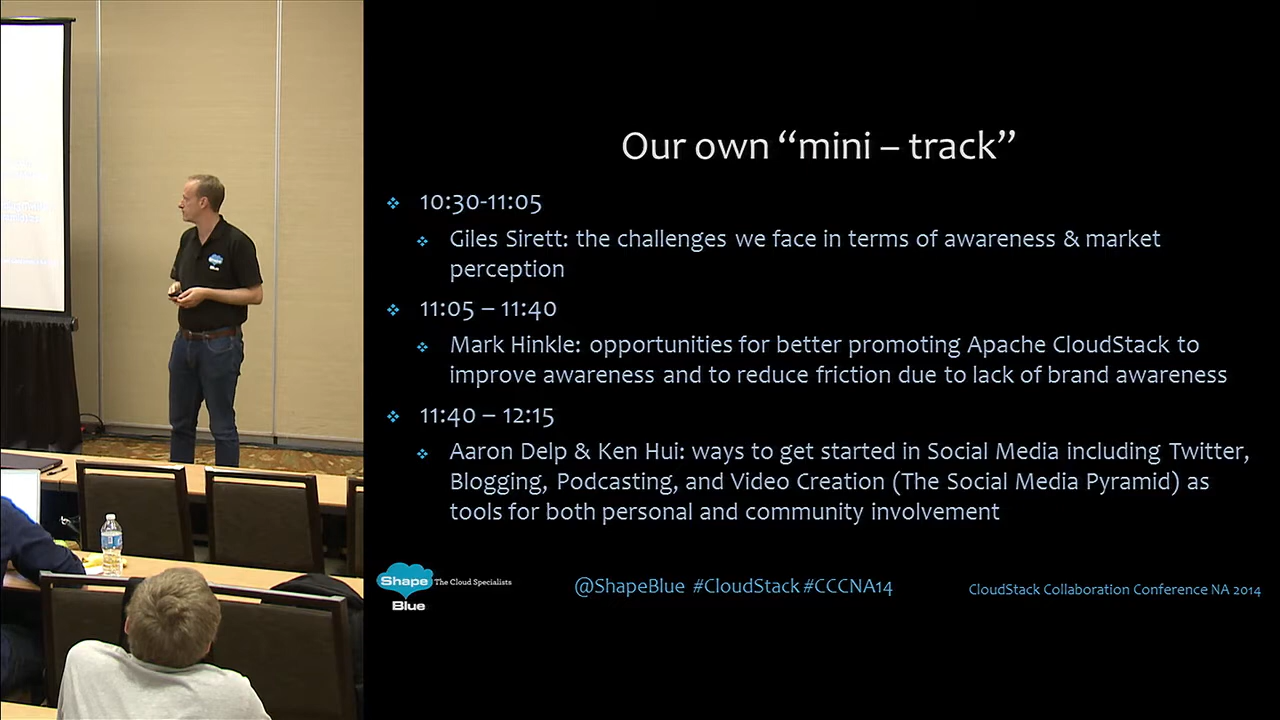 Our own “mini – track”
10:30-11:05
Giles Sirett: the challenges we face in terms of awareness & market
perception
11:05 – 11:40
Mark Hinkle: opportunities for better promoting Apache CloudStack to
improve awareness and to reduce friction due to lack of brand awareness
11:40 – 12:15
Aaron Delp & Ken Hui: ways to get started in Social Media including Twitter,
Blogging, Podcasting, and Video Creation (The Social Media Pyramid) as
tools for both personal and community involvement
Shape
Blue
The Cloud Specialists
@ShapeBlue #CloudStack #CCCNA14
CloudStack Collaboration Conference NA 2014
Shape
Blue